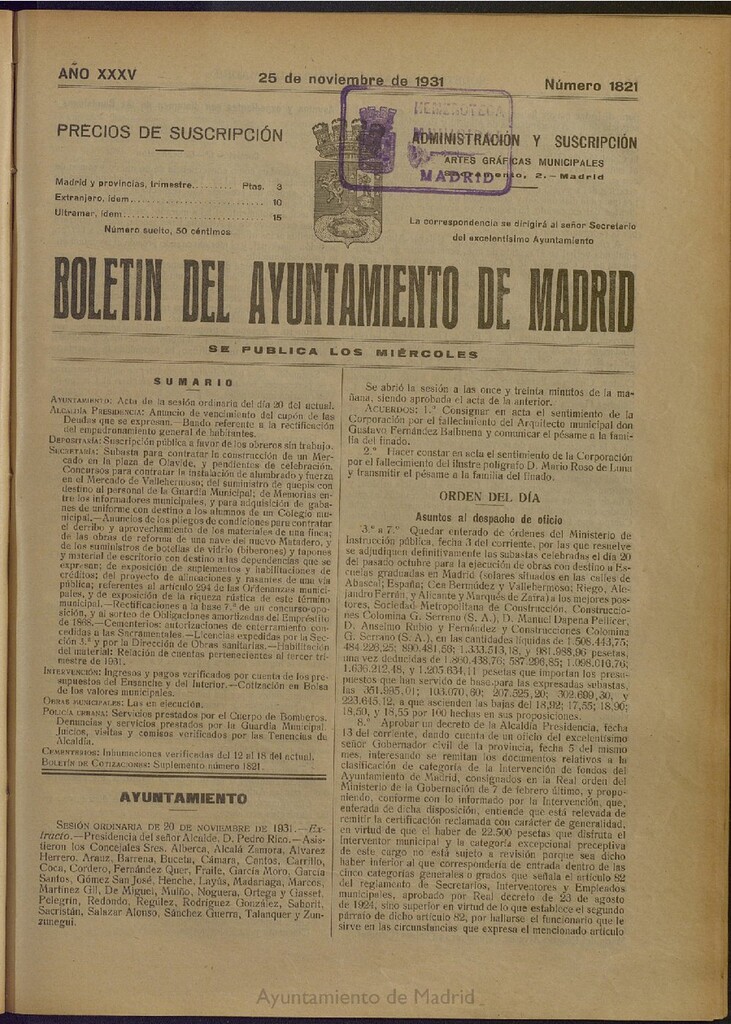 AÑO XXXV
25 de noviembre de 1931
Número 1821
PRECIOS DE SUSCRIPCIÓN
Madrid y provincias, trimestre........ Ptas. 3
Extranjero, ídem........................ 10
Ultramar, ídem.......................... 15
Número suelto, 50 céntimos
HEMEROTECA
MADRID
ADMINISTRACIÓN Y SUSCRIPCIÓN
ARTES GRÁFICAS MUNICIPALES
2.—Madrid
La correspondencia se dirigirá al señor Secretario
del excelentísimo Ayuntamiento
BOLETIN DEL AYUNTAMIENTO DE MADRID
SE PUBLICA LOS MIÉRCOLES
SUMARIO
AYUNTAMIENTO: Acta de la sesión ordinaria del día 20 del actual.
ALCALDÍA PRESIDENCIA: Anuncio de vencimiento del cupón de las
Deudas que se expresan.—Bando referente a la rectificación
del empadronamiento general de habitantes.
DEPOSITARÍA: Suscripción pública a favor de los obreros sin trabajo.
SECRETARÍA: Subasta para contratar la construcción de un Mer-
cado en la plaza de Olavide, y pendientes de celebración.
Concursos para contratar la instalación de alumbrado y fuerza
en el Mercado de Vallehermoso; del suministro de quepis con
destino al personal de la Guardia Municipal; de Memorias en-
tre los informadores municipales, y para adquisición de gaba-
nes de uniforme con destino a los alumnos de un Colegio mu-
nicipal.—Anuncios de los pliegos de condiciones para contratar
el derribo y aprovechamiento de los materiales de una finca;
de las obras de reforma de una nave del nuevo Matadero, y
de los suministros de botellas de vidrio (biberones) y tapones
y material de escritorio con destino a las dependencias que se
expresan; de exposición de suplementos y habilitaciones de
créditos; del proyecto de alineaciones y rasantes de una vía
pública; referentes al artículo 294 de las Ordenanzas munici-
pales, y de exposición de la riqueza rústica de este término
municipal.—Rectificaciones a la base 7.ª de un concurso-opo-
sición, y al sorteo de Obligaciones amortizadas del Empréstito
de 1868.—Cementerios: autorizaciones de enterramiento con-
cedidas a las Sacramentales.—Licencias expedidas por la Sec-
ción 3.ª y por la Dirección de Obras sanitarias.—Habilitación
del material: Relación de cuentas pertenecientes al tercer tri-
mestre de 1931.
INTERVENCIÓN: Ingresos y pagos verificados por cuenta de los pre-
supuestos del Ensanche y del Interior.—Cotización en Bolsa
de los valores municipales.
OBRAS MUNICIPALES: Las en ejecución.
POLICÍA URBANA: Servicios prestados por el Cuerpo de Bomberos.
Denuncias y servicios prestados por la Guardia Municipal.
Juicios, visitas y comisos verificados por las Tenencias de
Alcaldía.
CEMENTERIOS: Inhumaciones verificadas del 12 al 18 del actual.
BOLETÍN DE COTIZACIONES: Suplemento número 1821.
AYUNTAMIENTO
SESIÓN ORDINARIA DE 20 DE NOVIEMBRE DE 1931.—Ex-
tracto.—Presidencia del señor Alcalde, D. Pedro Rico.—Asis-
tieron los Concejales Sres. Alberca, Alcalá Zamora, Alvarez
Herrero, Arauz, Barrena, Buceta, Cámara, Cantos, Carrillo,
Coca, Cordero, Fernández Quer, Fraile, García Moro, García
Santos, Gómez San José, Henche, Layús, Madariaga, Marcos,
Martínez Gil, De Miguel, Muiño, Noguera, Ortega y Gasset,
Pelegrín, Redondo, Regúlez, Rodríguez González, Saborit,
Sacristán, Salazar Alonso, Sánchez Guerra, Talanquer y Zun-
zunegui.
Se abrió la sesión a las once y treinta minutos de la ma-
ñana, siendo aprobada el acta de la anterior.
ACUERDOS: 1.º Consignar en acta el sentimiento de la
Corporación por el fallecimiento del Arquitecto municipal don
Gustavo Fernández Balbuena y comunicar el pésame a la fami-
lia del finado.
2.º Hacer constar en acta el sentimiento de la Corporación
por el fallecimiento del ilustre polígrafo D. Mario Roso de Luna
y transmitir el pésame a la familia del finado.
ORDEN DEL DÍA
Asuntos al despacho de oficio
3.º a 7.º Quedar enterado de órdenes del Ministerio de
Instrucción pública, fecha 3 del corriente, por las que resuelve
se adjudiquen definitivamente las subastas celebradas el día 20
del pasado octubre para la ejecución de obras con destino a Es-
cuelas graduadas en Madrid (solares situados en las calles de
Abascal; España; Cea Bermúdez y Vallehermoso; Riego, Ale-
jandro Ferrán, y Alicante y Marqués de Zafra) a los mejores pos-
tores, Sociedad Metropolitana de Construcción, Construccio-
nes Colomina G. Serrano (S. A.), D. Manuel Dapena Pellicer,
D. Anselmo Rubio y Fernández y Construcciones Colomina
G. Serrano (S. A.), en las cantidades líquidas de 1.508.443,75;
484.226,25; 890.481,56; 1.333.513,18, y 981.988,96 pesetas,
una vez deducidas de 1.860.438,76; 587.296,85; 1.098.016,76;
1.636.212,48, y 1.205.634,11 pesetas que importan los presu-
puestos que han servido de base para las expresadas subastas,
las 351.995,01; 103.070,60; 207.525,20; 302.699,30, y
223.645,12, a que ascienden las bajas del 18,92; 17,55; 18,90;
18,50, y 18,55 por 100 hechas en sus proposiciones.
8.º Aprobar un decreto de la Alcaldía Presidencia, fecha
13 del corriente, dando cuenta de un oficio del excelentísimo
señor Gobernador civil de la provincia, fecha 5 del mismo
mes, interesando se remitan los documentos relativos a la
clasificación de categoría de la Intervención de fondos del
Ayuntamiento de Madrid, consignados en la Real orden del
Ministerio de la Gobernación de 7 de febrero último, y propo-
niendo, conforme con lo informado por la Intervención, que,
enterada de dicha disposición, entiende que está relevada de
remitir la certificación reclamada con carácter de generalidad,
en virtud de que el haber de 22.500 pesetas que disfruta el
interventor municipal y la categoría excepcional preceptiva
de este cargo no está sujeto a revisión porque sea dicho
haber inferior al que correspondería de entrada dentro de las
cinco categorías generales o grados que señala el artículo 82
del reglamento de Secretarios, Interventores y Empleados
municipales, aprobado por Real decreto de 23 de agosto
de 1924, sino superior en virtud de lo que establece el segundo
párrafo de dicho artículo 82, por hallarse el funcionario que le
sirve en las circunstancias que expresa el mencionado artículo
Ayuntamiento de Madrid